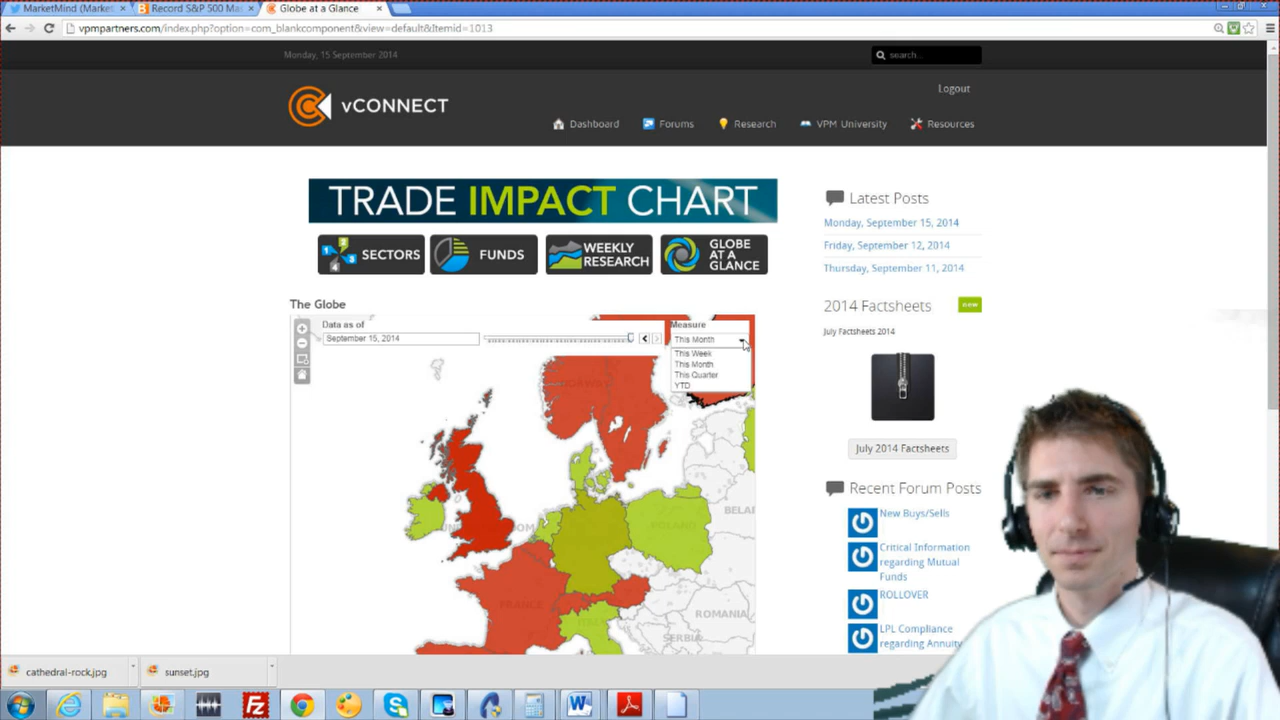 MarketMind (Market
Record S&P 500 Ma
Globe at a Glance
vpmpartners.com/index.php?option=com_blankcomponent&view=default&Itemid=1013
Monday, 15 September 2014
search...
Logout
vCONNECT
Dashboard
Forums
Research
VPM University
Resources
TRADE IMPACT CHART
SECTORS
FUNDS
WEEKLY
RESEARCH
GLOBE
AT A
GLANCE
Latest Posts
Monday, September 15, 2014
Friday, September 12, 2014
Thursday, September 11, 2014
2014 Factsheets
new
July Factsheets 2014
July 2014 Factsheets
Recent Forum Posts
New Buys/Sells
Critical Information
regarding Mutual
Funds
ROLLOVER
LPL Compliance
regarding Annuity
The Globe
Data as of
September 15, 2014
Measure
This Month
This Week
This Month
This Quarter
YTD
NORWAY
POLAND
BELA
FRANCE
ROMANIA
SERBIA
cathedral-rock.jpg
sunset.jpg